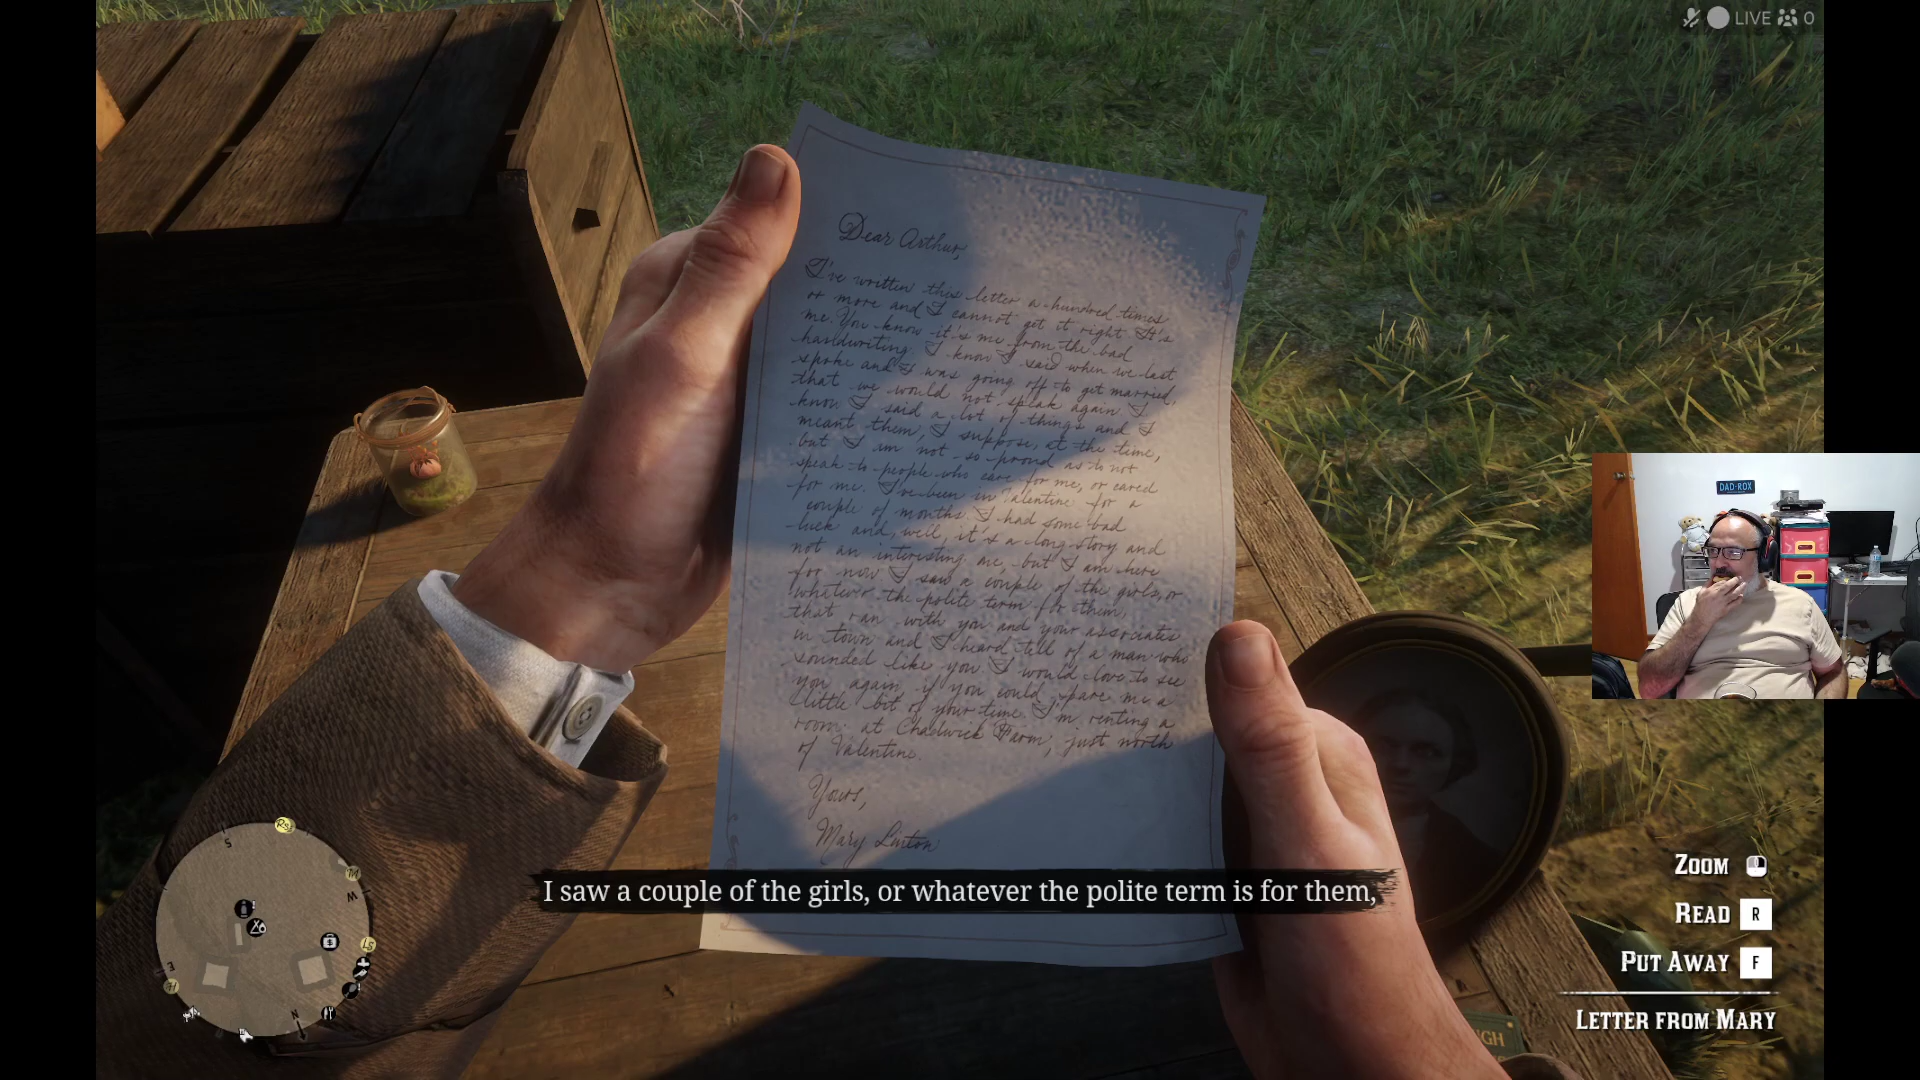 LIVE 0
Dear Arthur,
I've written this letter a hundred times
or more and I cannot get it right. It's
me. You know it's me from the bad
handwriting. I know I said when we last
spoke and I was going off to get married,
that we would not speak again. I
know. I said a lot of things and I
meant them, I suppose, at the time,
but I am not so proud as to not
speak to people who care for me, or cared
for me. I've been in Valentine for a
couple of months. I had some bad
luck and, well, it is a long story and
not an interesting one, but I am here
for now I saw a couple of the girls, or
whatever the polite term for them,
that ran with you and your associates
in town and I heard tell of a man who
sounded like you. I would love to see
you again if you could spare me a
little bit of your time. I'm renting a
room at Chadwick Farm, just north
of Valentine.
Yours,
Mary Linton
I saw a couple of the girls, or whatever the polite term is for them,
DAD-ROX
S
W
E
N
ZOOM
READ R
PUT AWAY F
LETTER FROM MARY